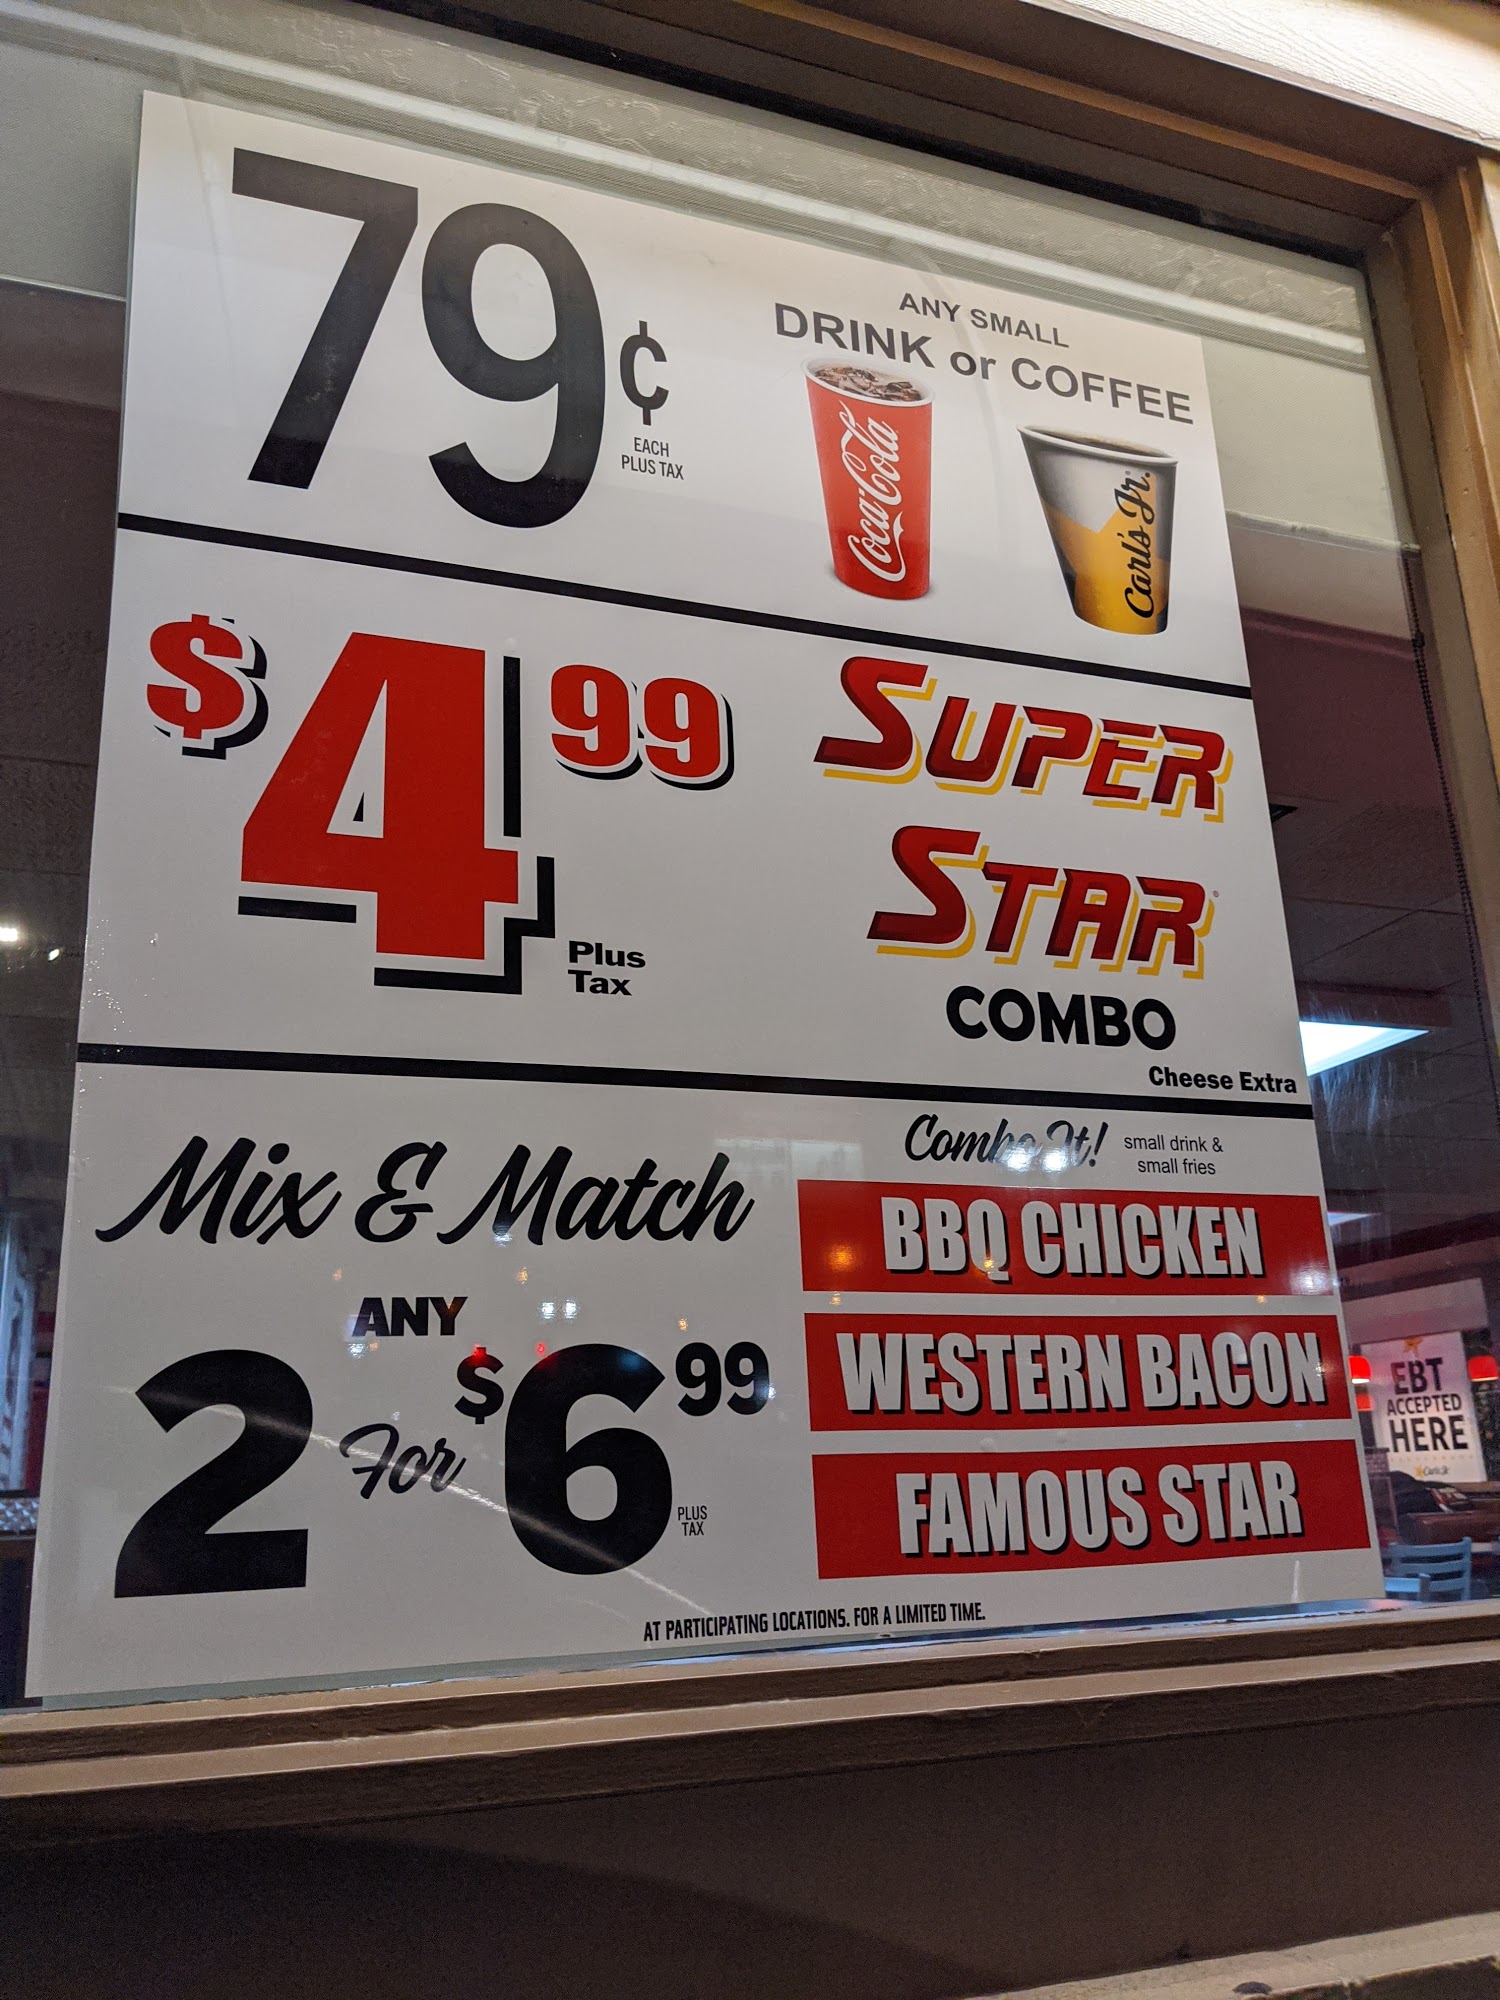 79¢
EACH
PLUS TAX
ANY SMALL
DRINK or COFFEE
Coca-Cola
Carl's Jr.
$4.99
Plus
Tax
SUPER
STAR®
COMBO
Cheese Extra
Mix & Match
ANY
2 For $6.99
PLUS
TAX
Combo It!
small drink &
small fries
BBQ CHICKEN
WESTERN BACON
FAMOUS STAR
AT PARTICIPATING LOCATIONS. FOR A LIMITED TIME.
EBT
ACCEPTED
HERE
Carl's Jr.